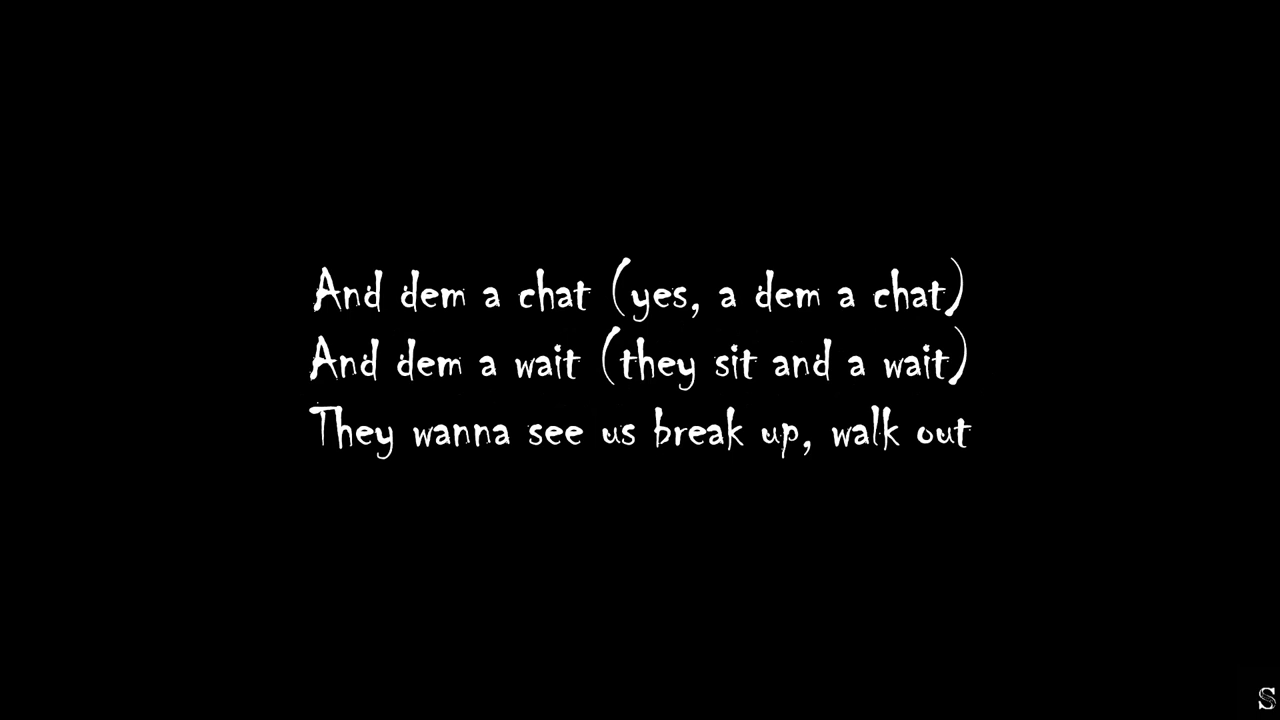 And dem a chat (yes, a dem a chat)
And dem a wait (they sit and a wait)
They wanna see us break up, walk out
S